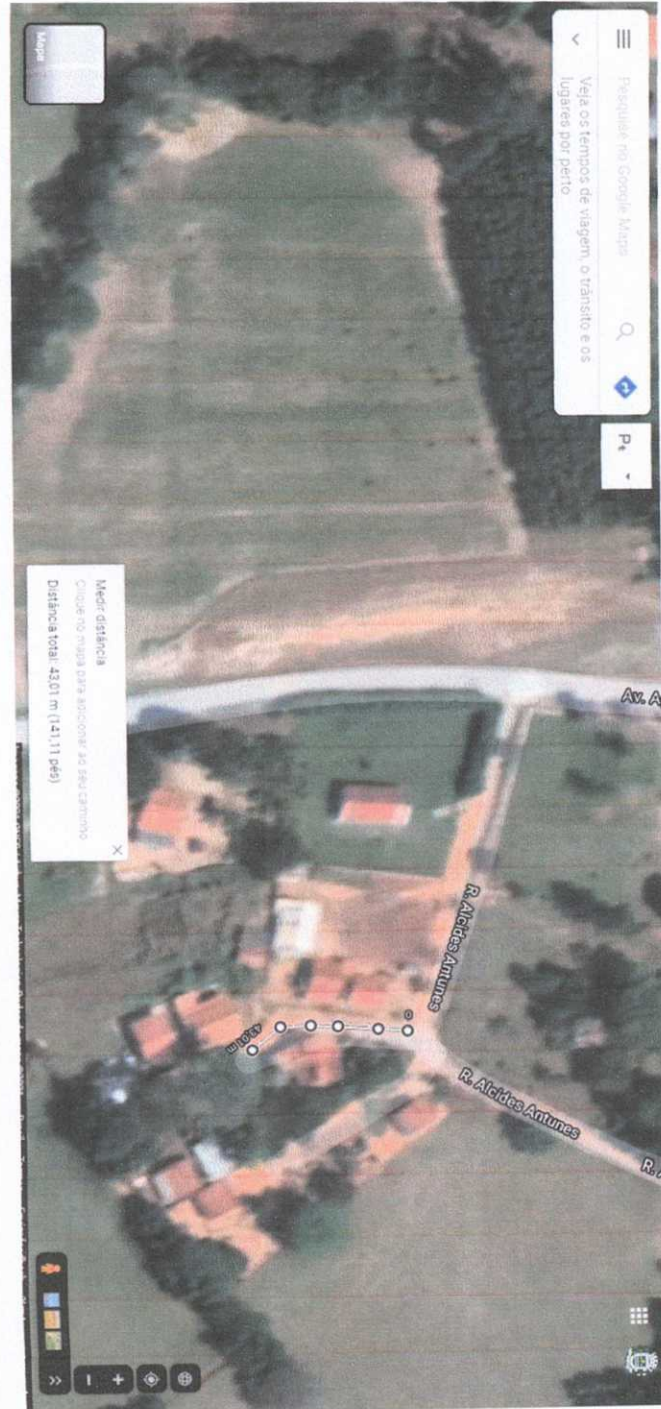 Pesquise no Google Maps
Veja os tempos de viagem, o trânsito e os
lugares por perto
Mapa
Av. A
R. Alcides Antunes
R. Alcides Antunes
R. A
0
43,01 m
Medir distância
Clique no mapa para adicionar ao seu caminho
Distância total: 43,01 m (141,11 pés)